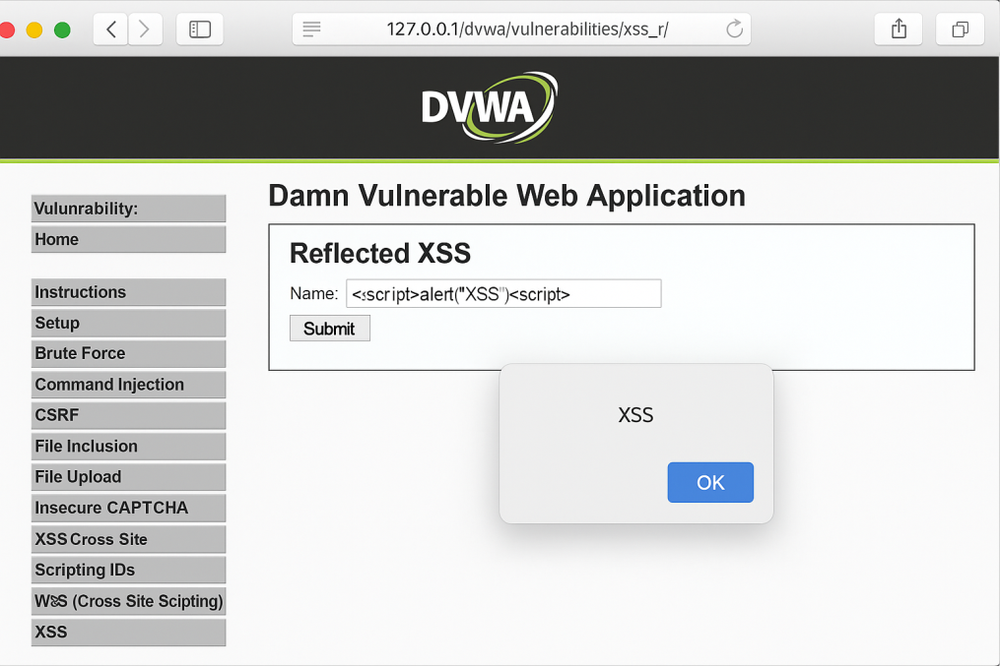 127.0.0.1/dvwa/vulnerabilities/xss_r/
DVWA
Vulunrability:
Home
Instructions
Setup
Brute Force
Command Injection
CSRF
File Inclusion
File Upload
Insecure CAPTCHA
XSS Cross Site
Scripting IDs
(Cross Site Scipting)
XSS
Damn Vulnerable Web Application
Reflected XSS
Name: <script>alert("XSS")<script>
Submit
XSS
OK